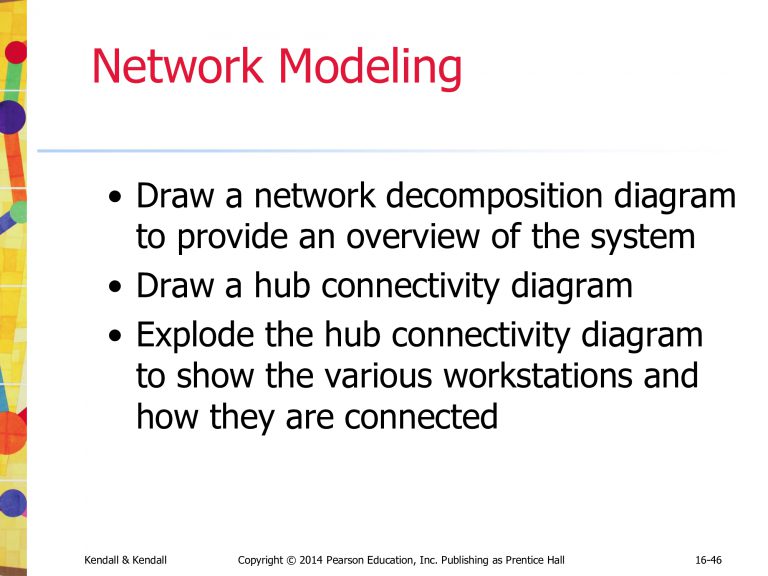 Network Modeling
• Draw a network decomposition diagram
to provide an overview of the system
• Draw a hub connectivity diagram
• Explode the hub connectivity diagram
to show the various workstations and
how they are connected
Kendall & Kendall Copyright © 2014 Pearson Education, Inc. Publishing as Prentice Hall 16-46